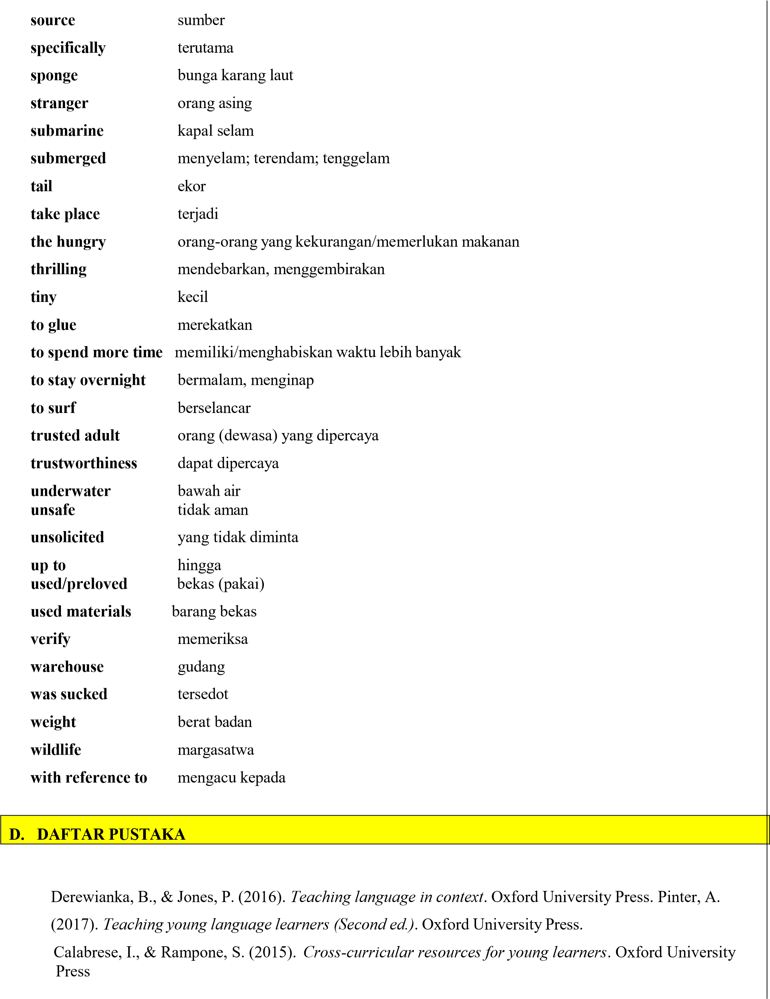 source sumber
specifically terutama
sponge bunga karang laut
stranger orang asing
submarine kapal selam
submerged menyelam; terendam; tenggelam
tail ekor
take place terjadi
the hungry orang-orang yang kekurangan/memerlukan makanan
thrilling mendebarkan, menggembirakan
tiny kecil
to glue merekatkan
to spend more time memiliki/menghabiskan waktu lebih banyak
to stay overnight bermalam, menginap
to surf berselancar
trusted adult orang (dewasa) yang dipercaya
trustworthiness dapat dipercaya
underwater bawah air
unsafe tidak aman
unsolicited yang tidak diminta
up to hingga
used/preloved bekas (pakai)
used materials barang bekas
verify memeriksa
warehouse gudang
was sucked tersedot
weight berat badan
wildlife margasatwa
with reference to mengacu kepada
D. DAFTAR PUSTAKA
Derewianka, B., & Jones, P. (2016). Teaching language in context. Oxford University Press. Pinter, A.
(2017). Teaching young language learners (Second ed.). Oxford University Press.
Calabrese, I., & Rampone, S. (2015). Cross-curricular resources for young learners. Oxford University
Press